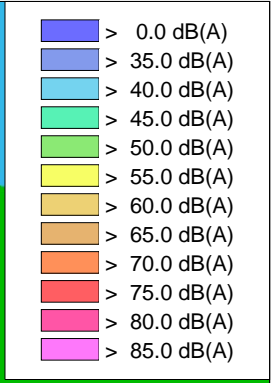 > 0.0 dB(A)
> 35.0 dB(A)
> 40.0 dB(A)
> 45.0 dB(A)
> 50.0 dB(A)
> 55.0 dB(A)
> 60.0 dB(A)
> 65.0 dB(A)
> 70.0 dB(A)
> 75.0 dB(A)
> 80.0 dB(A)
> 85.0 dB(A)